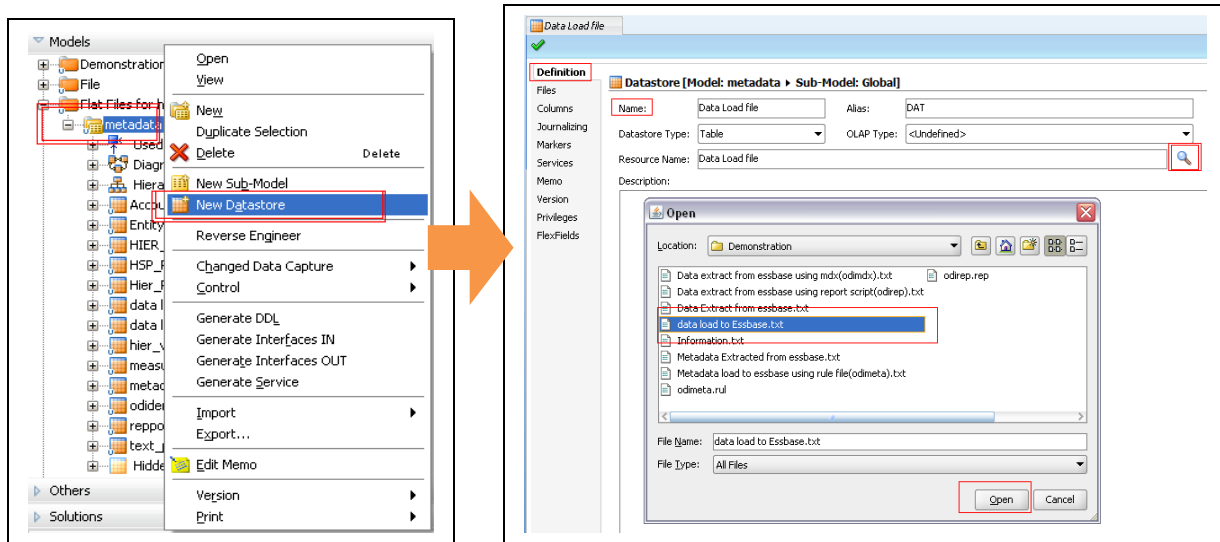 Models
Demonstration
File
Flat Files for h
metadata
Used
Diagr
Hiera
Accou
Entity
HIER_
HSP_F
Hier_F
data l
data l
hier_v
measu
metad
odider
reppo
text_p
Hidde
Others
Solutions
Open
View
New
Duplicate Selection
Delete Delete
New Sub-Model
New Datastore
Reverse Engineer
Changed Data Capture
Control
Generate DDL
Generate Interfaces IN
Generate Interfaces OUT
Generate Service
Import
Export...
Edit Memo
Version
Print
Data Load file
Definition
Files
Columns
Journalizing
Markers
Services
Memo
Version
Privileges
FlexFields
Datastore [Model: metadata ▸ Sub-Model: Global]
Name: Data Load file Alias: DAT
Datastore Type: Table OLAP Type: <Undefined>
Resource Name: Data Load file
Description:
Open
Location: Demonstration
Data extract from essbase using mdx(odimdx).txt odirep.rep
Data extract from essbase using report script(odirep).txt
Data Extract from essbase.txt
data load to Essbase.txt
Information.txt
Metadata Extracted from essbase.txt
Metadata load to essbase using rule file(odimeta).txt
odimeta.rul
File Name: data load to Essbase.txt
File Type: All Files
Open Cancel